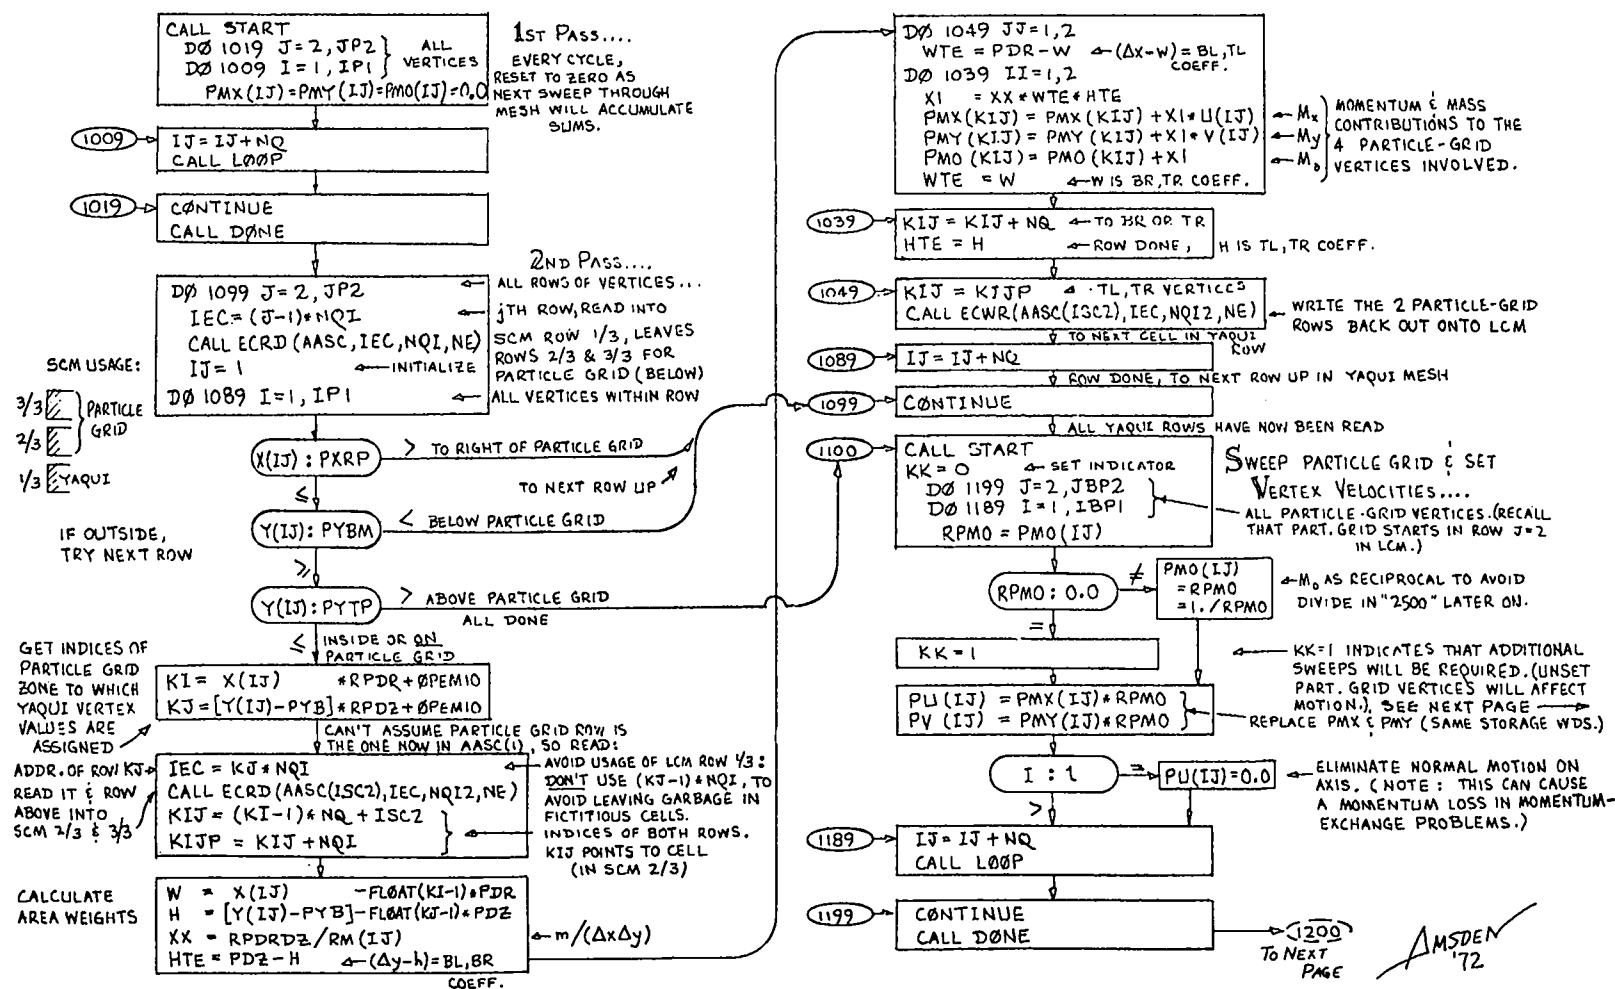 CALL START
DØ 1019 J=2, JP2
DØ 1009 I=1, IP1
ALL VERTICES
PMX(IJ)=PMY(IJ)=PMO(IJ)=0.0
1ST PASS....
EVERY CYCLE,
RESET TO ZERO AS
NEXT SWEEP THROUGH
MESH WILL ACCUMULATE
SUMS.
1009
IJ=IJ+NQ
CALL LØØP
1019
CØNTINUE
CALL DØNE
2ND PASS....
DØ 1099 J=2, JP2
ALL ROWS OF VERTICES...
IEC=(J-1)*NQI
CALL ECRD(AASC,IEC,NQI,NE)
jTH ROW, READ INTO
SCM ROW 1/3, LEAVES
ROWS 2/3 & 3/3 FOR
PARTICLE GRID (BELOW)
IJ=1
INITIALIZE
DØ 1089 I=1, IP1
ALL VERTICES WITHIN ROW
SCM USAGE:
3/3
2/3
PARTICLE GRID
1/3 YAQUI
X(IJ) : PXRP
> TO RIGHT OF PARTICLE GRID
TO NEXT ROW UP
≤
IF OUTSIDE,
TRY NEXT ROW
Y(IJ): PYBM
< BELOW PARTICLE GRID
≥
Y(IJ):PYTP
> ABOVE PARTICLE GRID
ALL DONE
≤ INSIDE OR ON
PARTICLE GRID
GET INDICES OF
PARTICLE GRID
ZONE TO WHICH
YAQUI VERTEX
VALUES ARE
ASSIGNED
KI= X(IJ) *RPDR+ØPEM10
KJ=[Y(IJ)-PYB]*RPDZ+ØPEM10
CAN'T ASSUME PARTICLE GRID ROW IS
THE ONE NOW IN AASC(1), SO READ:
ADDR. OF ROW KJ
READ IT & ROW
ABOVE INTO
SCM 2/3 & 3/3
IEC = KJ*NQI
CALL ECRD(AASC(ISC2),IEC,NQI2,NE)
KIJ = (KI-1)*NQ + ISC2
KIJP = KIJ+NQI
AVOID USAGE OF LCM ROW 1/3:
DON'T USE (KJ-1)*NQI, TO
AVOID LEAVING GARBAGE IN
FICTITIOUS CELLS.
INDICES OF BOTH ROWS.
KIJ POINTS TO CELL
(IN SCM 2/3)
CALCULATE
AREA WEIGHTS
W = X(IJ) -FLØAT(KI-1)*PDR
H = [Y(IJ)-PYB]-FLØAT(KJ-1)*PDZ
XX = RPDRDZ/RM(IJ)
m/(ΔxΔy)
HTE = PDZ-H
(Δy-h)=BL,BR
COEFF.
DØ 1049 JJ=1,2
WTE = PDR-W
(Δx-w)=BL,TL
COEFF.
DØ 1039 II=1,2
X1 = XX*WTE*HTE
PMX(KIJ) = PMX(KIJ)+X1*U(IJ)
Mx
PMY(KIJ) = PMY(KIJ)+X1*V(IJ)
My
PMO(KIJ) = PMO(KIJ)+X1
Mo
MOMENTUM & MASS
CONTRIBUTIONS TO THE
4 PARTICLE-GRID
VERTICES INVOLVED.
WTE = W
W IS BR,TR COEFF.
1039
KIJ = KIJ+NQ
TO BR OR TR
HTE = H
ROW DONE, H IS TL,TR COEFF.
1049
KIJ = KIJP
TL,TR VERTICES
CALL ECWR(AASC(ISC2),IEC,NQI2,NE)
WRITE THE 2 PARTICLE-GRID
ROWS BACK OUT ONTO LCM
TO NEXT CELL IN YAQUI
ROW
1089
IJ=IJ+NQ
ROW DONE, TO NEXT ROW UP IN YAQUI MESH
1099
CØNTINUE
ALL YAQUI ROWS HAVE NOW BEEN READ
1100
CALL START
KK=0
SET INDICATOR
DØ 1199 J=2,JBP2
DØ 1189 I=1,IBP1
RPMO=PMO(IJ)
SWEEP PARTICLE GRID & SET
VERTEX VELOCITIES....
ALL PARTICLE-GRID VERTICES.(RECALL
THAT PART.GRID STARTS IN ROW J=2
IN LCM.)
RPMO:0.0
≠
PMO(IJ)
=RPMO
=1./RPMO
Mo AS RECIPROCAL TO AVOID
DIVIDE IN "2500" LATER ON.
=
KK=1
KK=1 INDICATES THAT ADDITIONAL
SWEEPS WILL BE REQUIRED.(UNSET
PART. GRID VERTICES WILL AFFECT
MOTION.), SEE NEXT PAGE
PU(IJ) = PMX(IJ)*RPMO
PV(IJ) = PMY(IJ)*RPMO
REPLACE PMX & PMY (SAME STORAGE WDS.)
I : 1
=
PU(IJ)=0.0
ELIMINATE NORMAL MOTION ON
AXIS. (NOTE: THIS CAN CAUSE
A MOMENTUM LOSS IN MOMENTUM-
EXCHANGE PROBLEMS.)
>
1189
IJ=IJ+NQ
CALL LØØP
1199
CØNTINUE
CALL DØNE
1200
TO NEXT
PAGE
AMSDEN
'72